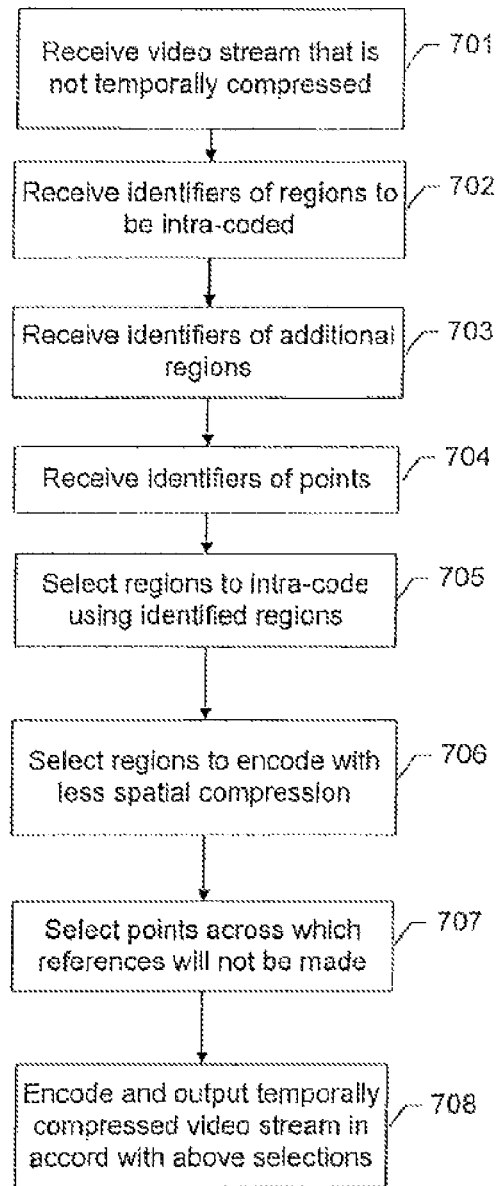 Receive video stream that is 701
not temporally compressed
Receive identifiers of regions to 702
be intra-coded
Receive identifiers of additional 703
regions
Receive identifiers of points 704
Select regions to intra-code 705
using identified regions
Select regions to encode with 706
less spatial compression
Select points across which 707
references will not be made
Encode and output temporally
compressed video stream in 708
accord with above selections